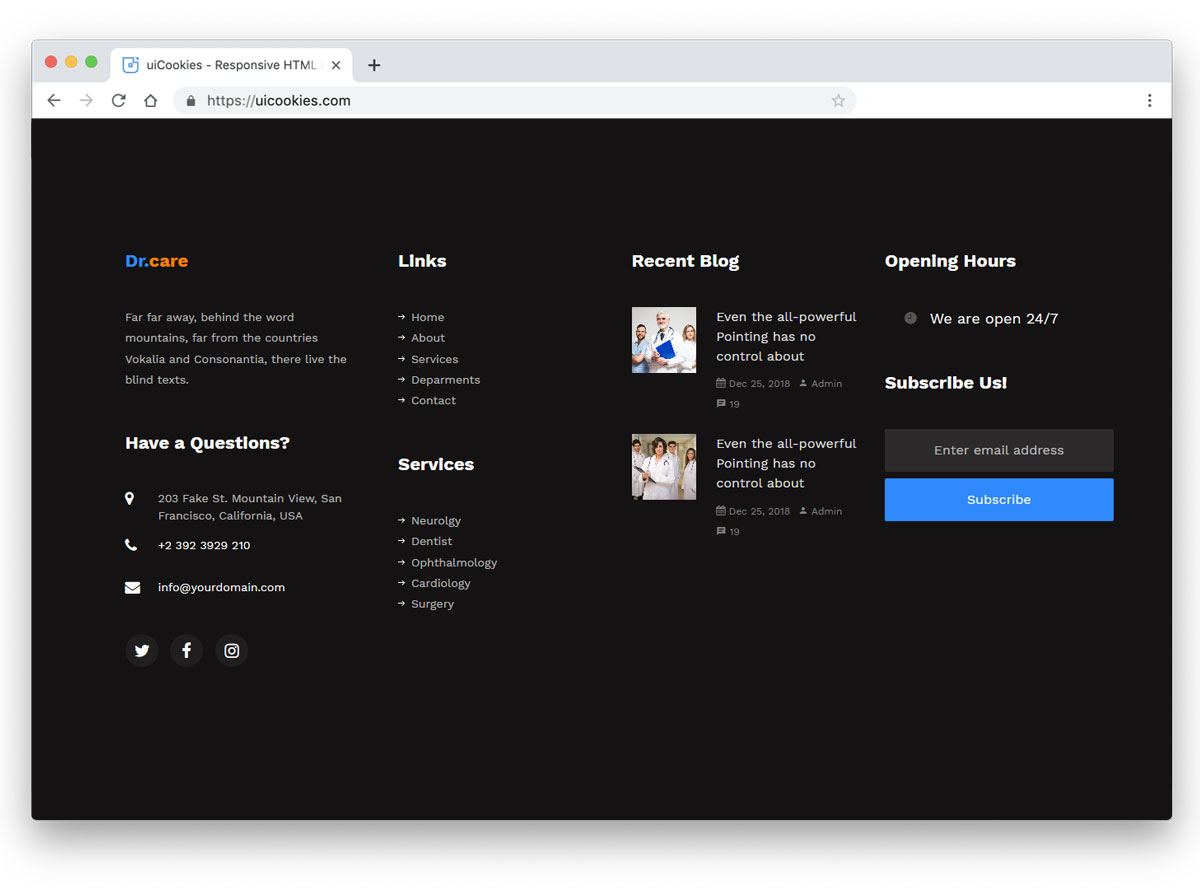 uiCookies - Responsive HTML
https://uicookies.com
Dr.care
Far far away, behind the word
mountains, far from the countries
Vokalia and Consonantia, there live the
blind texts.
Have a Questions?
203 Fake St. Mountain View, San
Francisco, California, USA
+2 392 3929 210
info@yourdomain.com
Links
Home
About
Services
Deparments
Contact
Services
Neurolgy
Dentist
Ophthalmology
Cardiology
Surgery
Recent Blog
Even the all-powerful
Pointing has no
control about
Dec 25, 2018 Admin
19
Even the all-powerful
Pointing has no
control about
Dec 25, 2018 Admin
19
Opening Hours
We are open 24/7
Subscribe Us!
Enter email address
Subscribe